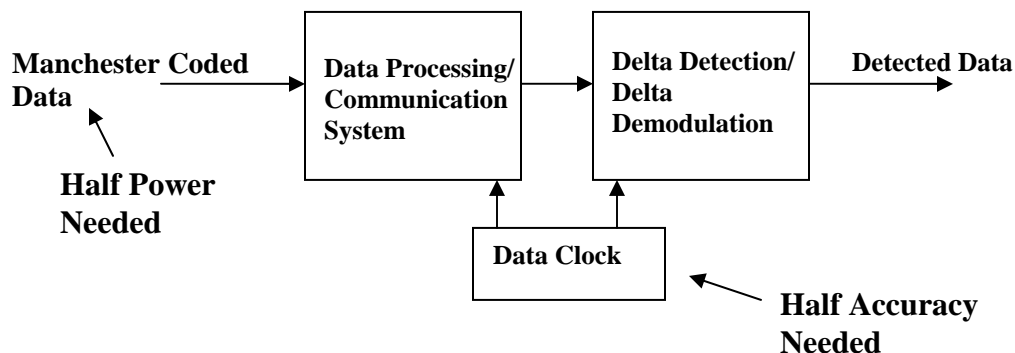 Manchester Coded
Data
Data Processing/
Communication
System
Delta Detection/
Delta
Demodulation
Detected Data
Half Power
Needed
Data Clock
Half Accuracy
Needed